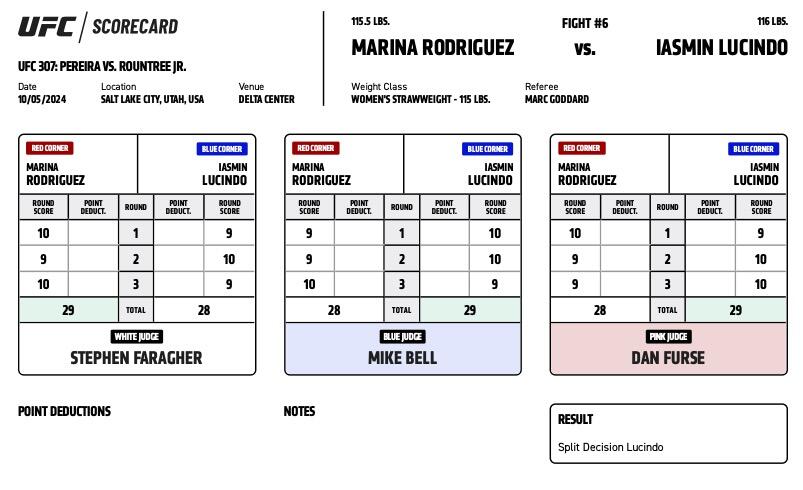 UFC / SCORECARD
UFC 307: PEREIRA VS. ROUNTREE JR.
Date Location Venue
10/05/2024 SALT LAKE CITY, UTAH, USA DELTA CENTER
115.5 LBS. FIGHT #6 116 LBS.
MARINA RODRIGUEZ vs. IASMIN LUCINDO
Weight Class Referee
WOMEN'S STRAWWEIGHT - 115 LBS. MARC GODDARD
RED CORNER BLUE CORNER
MARINA IASMIN
RODRIGUEZ LUCINDO
ROUND POINT ROUND POINT ROUND
SCORE DEDUCT. DEDUCT. SCORE
10 1 9
9 2 10
10 3 9
29 TOTAL 28
WHITE JUDGE
STEPHEN FARAGHER
RED CORNER BLUE CORNER
MARINA IASMIN
RODRIGUEZ LUCINDO
ROUND POINT ROUND POINT ROUND
SCORE DEDUCT. DEDUCT. SCORE
9 1 10
9 2 10
10 3 9
28 TOTAL 29
BLUE JUDGE
MIKE BELL
RED CORNER BLUE CORNER
MARINA IASMIN
RODRIGUEZ LUCINDO
ROUND POINT ROUND POINT ROUND
SCORE DEDUCT. DEDUCT. SCORE
10 1 9
9 2 10
9 3 10
28 TOTAL 29
PINK JUDGE
DAN FURSE
POINT DEDUCTIONS
NOTES
RESULT
Split Decision Lucindo